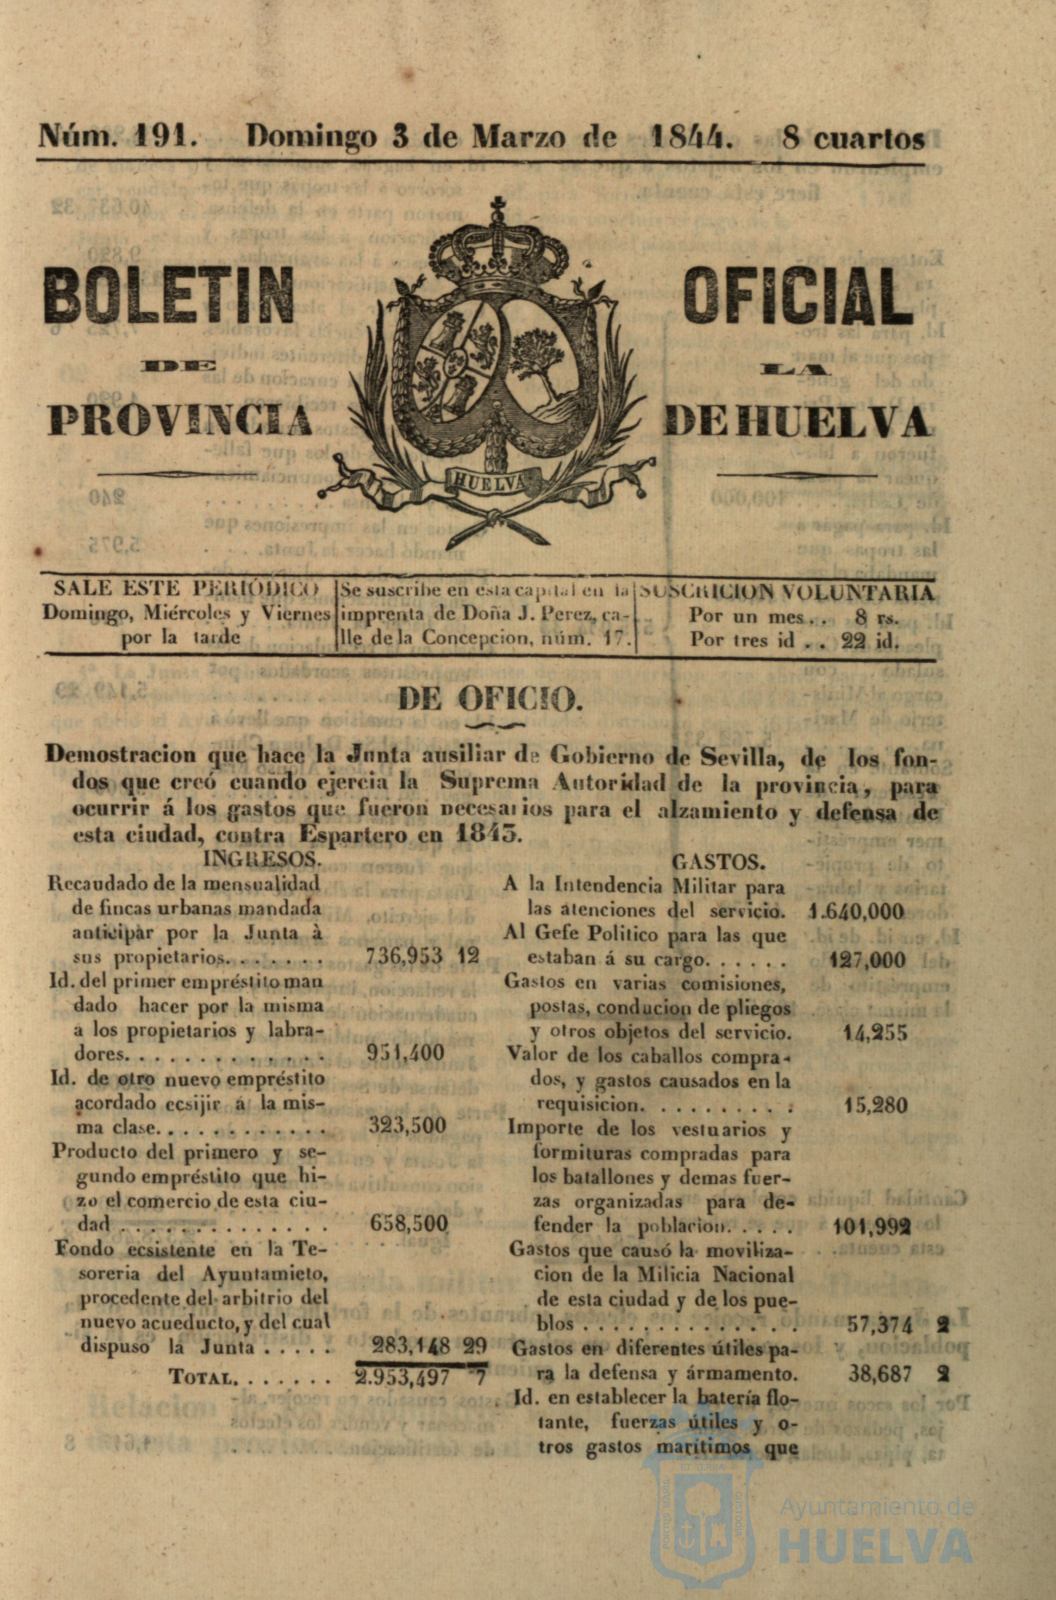 Núm. 191. Domingo 3 de Marzo de 1844. 8 cuartos
BOLETIN OFICIAL
DE LA
PROVINCIA DE HUELVA
HUELVA
SALE ESTE PERIÓDICO
Domingo, Miércoles y Viernes
por la tarde
Se suscribe en esta capital en la
imprenta de Doña J. Perez, ca-
lle de la Concepcion, núm. 17.
SUSCRICION VOLUNTARIA
Por un mes.. 8 rs.
Por tres id .. 22 id.
DE OFICIO.
Demostracion que hace la Junta ausiliar de Gobierno de Sevilla, de los fon-
dos que creó cuando ejercia la Suprema Autoridad de la provincia, para
ocurrir á los gastos que fueron necesarios para el alzamiento y defensa de
esta ciudad, contra Espartero en 1843.
INGRESOS.
Recaudado de la mensualidad
de fincas urbanas mandada
anticipar por la Junta à
sus propietarios. . . . . . . 736,953 12
Id. del primer empréstito man
dado hacer por la misma
a los propietarios y labra-
dores. . . . . . . . . . . . . 951,400
Id. de otro nuevo empréstito
acordado ecsijir á la mis-
ma clase. . . . . . . . . . . 323,500
Producto del primero y se-
gundo empréstito que hi-
zo el comercio de esta ciu-
dad . . . . . . . . . . . . . 658,500
Fondo ecsistente en la Te-
soreria del Ayuntamieto,
procedente del arbitrio del
nuevo acueducto, y del cual
dispuso la Junta . . . . . 283,148 29
TOTAL. . . . . . . 2.953,497 7
GASTOS.
A la Intendencia Militar para
las atenciones del servicio. 1.640,000
Al Gefe Politico para las que
estaban á su cargo. . . . . . 127,000
Gastos en varias comisiones,
postas, conducion de pliegos
y otros objetos del servicio. 14,255
Valor de los caballos compra-
dos, y gastos causados en la
requisicion. . . . . . . . . . 15,280
Importe de los vestuarios y
formituras compradas para
los batallones y demas fuer-
zas organizadas para de-
fender la poblacion. . . . . 101,992
Gastos que causó la moviliza-
cion de la Milicia Nacional
de esta ciudad y de los pue-
blos . . . . . . . . . . . . . 57,374 2
Gastos en diferentes útiles pa-
ra la defensa y ármamento. 38,687 2
Id. en establecer la batería flo-
tante, fuerzas útiles y o-
tros gastos marítimos que
Ayuntamiento de
HUELVA